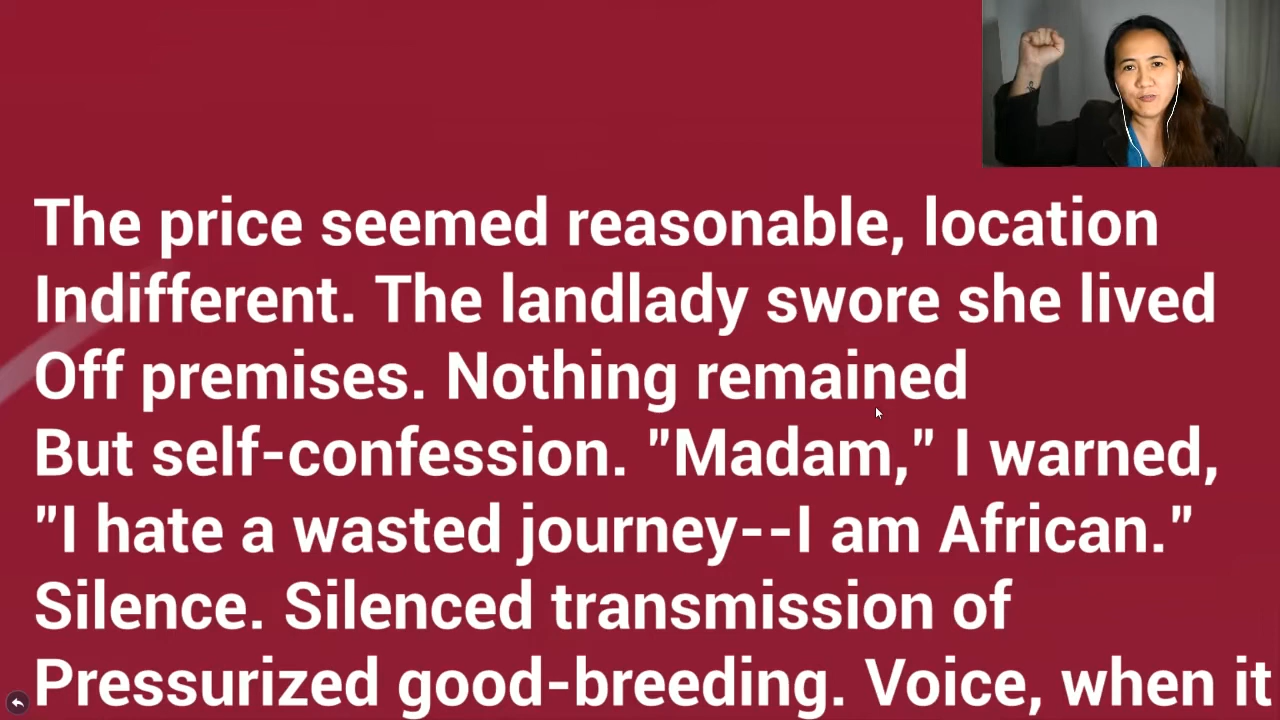 The price seemed reasonable, location
Indifferent. The landlady swore she lived
Off premises. Nothing remained
But self-confession. "Madam," I warned,
"I hate a wasted journey--I am African."
Silence. Silenced transmission of
Pressurized good-breeding. Voice, when it